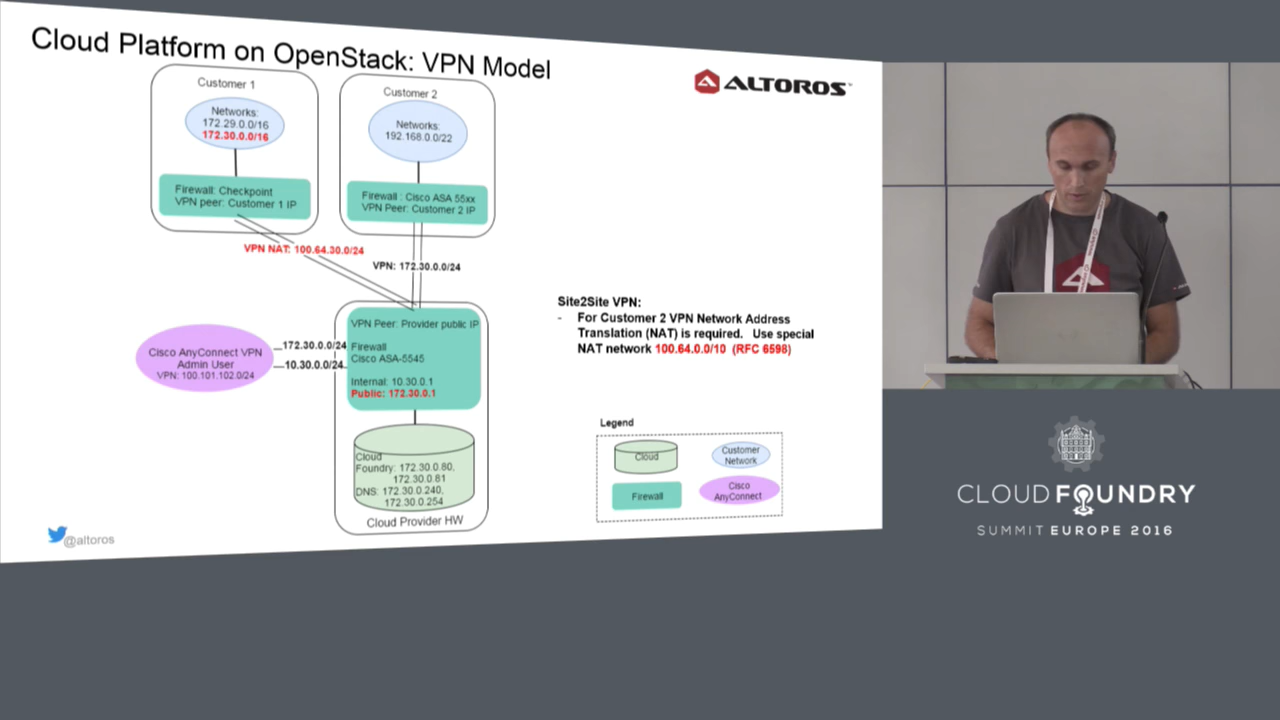 Cloud Platform on OpenStack: VPN Model
ALTOROS
Customer 1
Networks:
172.29.0.0/16
172.30.0.0/16
Firewall: Checkpoint
VPN peer: Customer 1 IP
Customer 2
Networks:
192.168.0.0/22
Firewall : Cisco ASA 55xx
VPN Peer: Customer 2 IP
VPN NAT: 100.64.30.0/24
VPN: 172.30.0.0/24
Cisco AnyConnect VPN
Admin User
VPN: 100.101.102.0/24
172.30.0.0/24
10.30.0.0/24
VPN Peer: Provider public IP
Firewall
Cisco ASA-5545
Internal: 10.30.0.1
Public: 172.30.0.1
Cloud
Foundry: 172.30.0.80,
172.30.0.81
DNS: 172.30.0.240,
172.30.0.254
Cloud Provider HW
Site2Site VPN:
- For Customer 2 VPN Network Address
Translation (NAT) is required. Use special
NAT network 100.64.0.0/10 (RFC 6598)
Legend
Cloud
Customer
Network
Firewall
Cisco
AnyConnect
@altoros
CLOUD FOUNDRY
SUMMIT EUROPE 2016